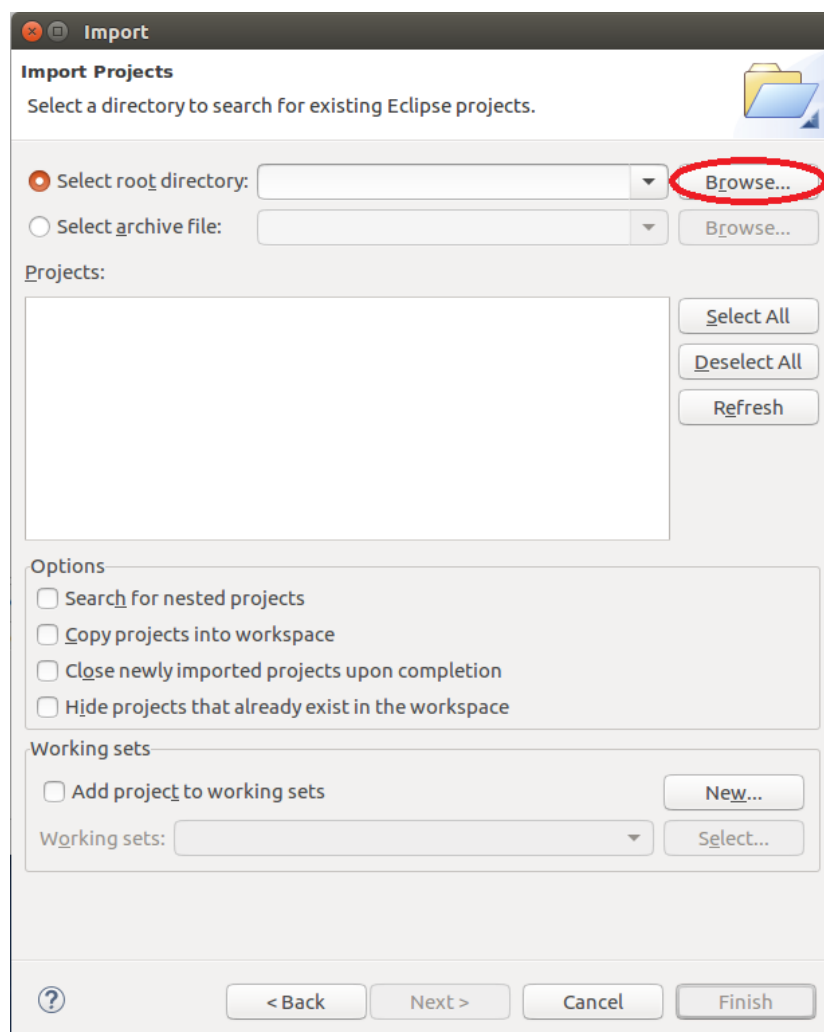 Import
Import Projects
Select a directory to search for existing Eclipse projects.
Select root directory:
Browse...
Select archive file:
Browse...
Projects:
Select All
Deselect All
Refresh
Options
Search for nested projects
Copy projects into workspace
Close newly imported projects upon completion
Hide projects that already exist in the workspace
Working sets
Add project to working sets
New...
Working sets:
Select...
?
< Back
Next >
Cancel
Finish